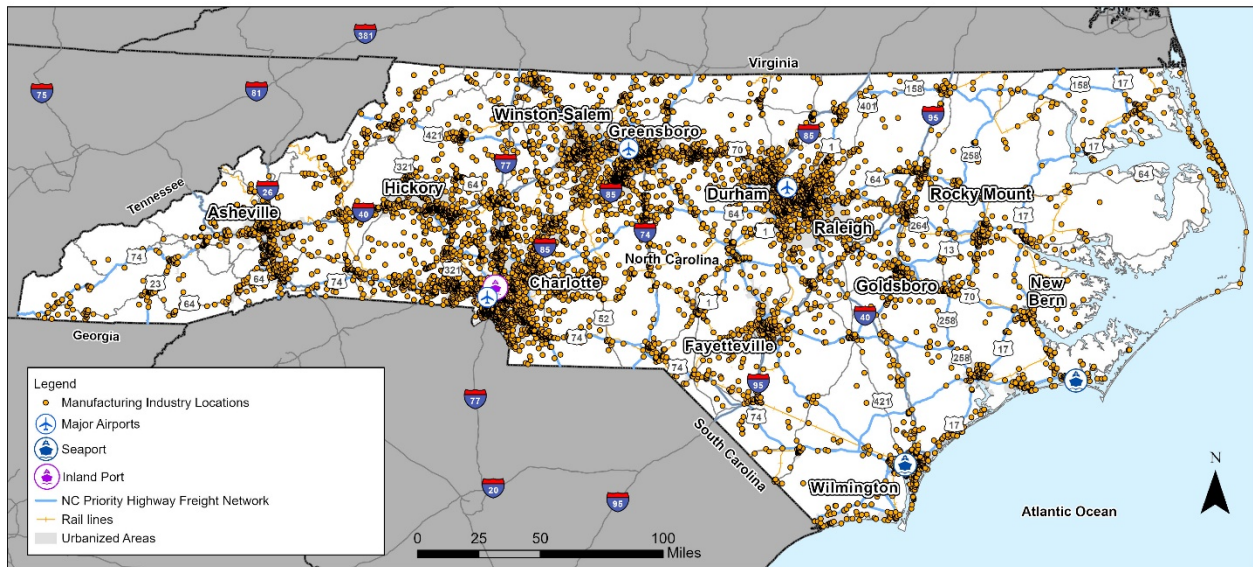 381
Virginia
75
81
158
17
158
401
95
85
Winston-Salem
421
Greensboro
70
1
258
17
321
77
64
Hickory
85
Durham
64
64
Rocky Mount
Tennessee
26
40
Asheville
64
17
74
1
Raleigh
264
74
85
North Carolina
13
64
321
23
74
Charlotte
Goldsboro
70
New
Bern
64
1
52
40
258
Georgia
74
Fayetteville
17
258
74
Legend
Manufacturing Industry Locations
Major Airports
Seaport
Inland Port
NC Priority Highway Freight Network
Rail lines
Urbanized Areas
77
95
421
74
17
South Carolina
N
20
Wilmington
95
Atlantic Ocean
0 25 50 100
Miles